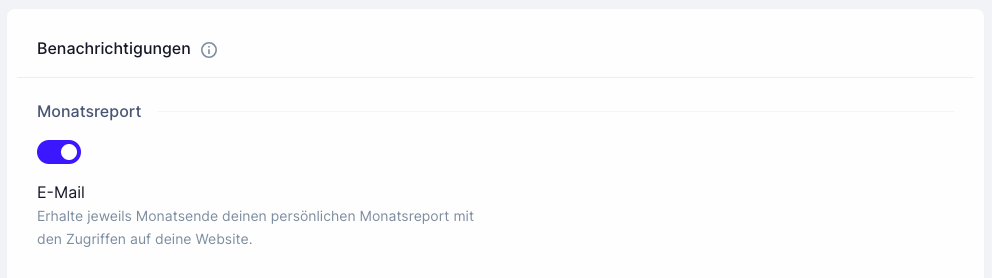 Benachrichtigungen
Monatsreport
E-Mail
Erhalte jeweils Monatsende deinen persönlichen Monatsreport mit
den Zugriffen auf deine Website.